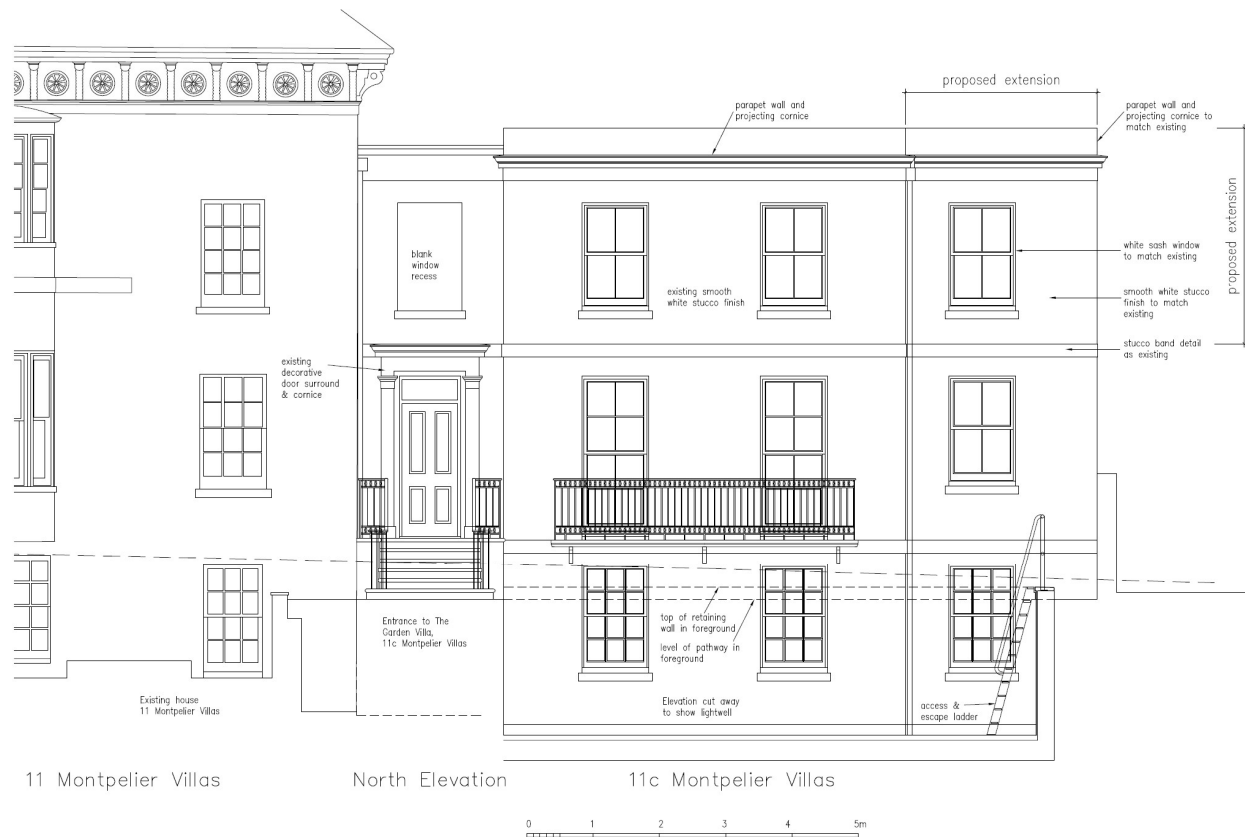 proposed extension
parapet wall and
projecting cornice
parapet wall and
projecting cornice to
match existing
proposed extension
blank
window
recess
existing smooth
white stucco finish
white sash window
to match existing
smooth white stucco
finish to match
existing
stucco band detail
as existing
existing
decorative
door surround
& cornice
Entrance to The
Garden Villa,
11c Montpelier Villas
top of retaining
wall in foreground
level of pathway in
foreground
Existing house
11 Montpelier Villas
Elevation cut away
to show lightwell
access &
escape ladder
11 Montpelier Villas
North Elevation
11c Montpelier Villas
0 1 2 3 4 5m